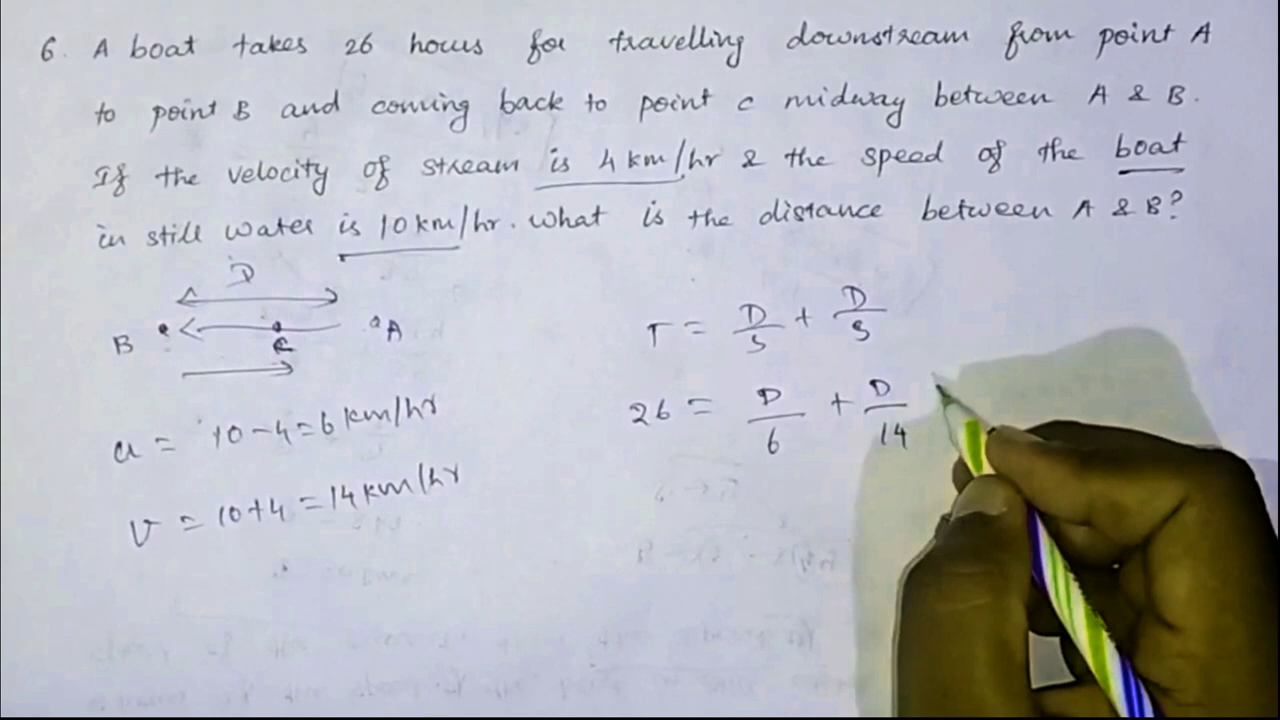 6. A boat takes 26 hours for travelling downstream from point A
to point B and coming back to point c midway between A & B.
If the velocity of stream is 4 km/hr & the speed of the boat
in still water is 10 km/hr. what is the distance between A & B?
D
B C A
T = D/S + D/S
u = 10-4=6 km/hr
26 = D/6 + D/14
v = 10+4 = 14 km/hr